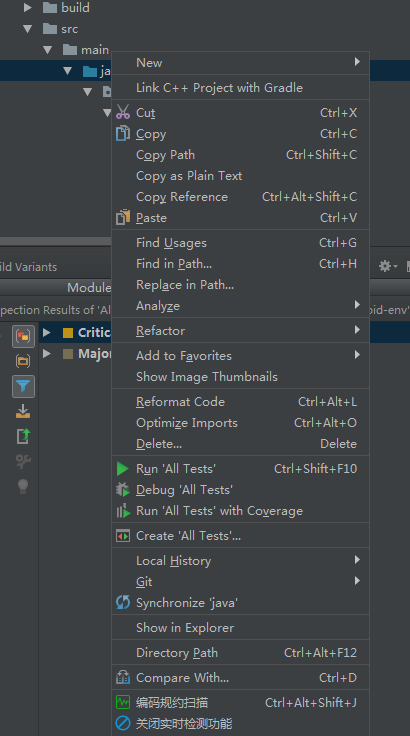 build
src
main
ja
New
Link C++ Project with Gradle
Cut Ctrl+X
Copy Ctrl+C
Copy Path Ctrl+Shift+C
Copy as Plain Text
Copy Reference Ctrl+Alt+Shift+C
Paste Ctrl+V
Find Usages Ctrl+G
Find in Path... Ctrl+H
Replace in Path...
Analyze
Refactor
Add to Favorites
Show Image Thumbnails
Reformat Code Ctrl+Alt+L
Optimize Imports Ctrl+Alt+O
Delete... Delete
Run 'All Tests' Ctrl+Shift+F10
Debug 'All Tests'
Run 'All Tests' with Coverage
Create 'All Tests'...
Local History
Git
Synchronize 'java'
Show in Explorer
Directory Path Ctrl+Alt+F12
Compare With... Ctrl+D
编码规约扫描 Ctrl+Alt+Shift+J
关闭实时检测功能
ild Variants
Module
pection Results of 'Al
oid-env'
Critic
Major